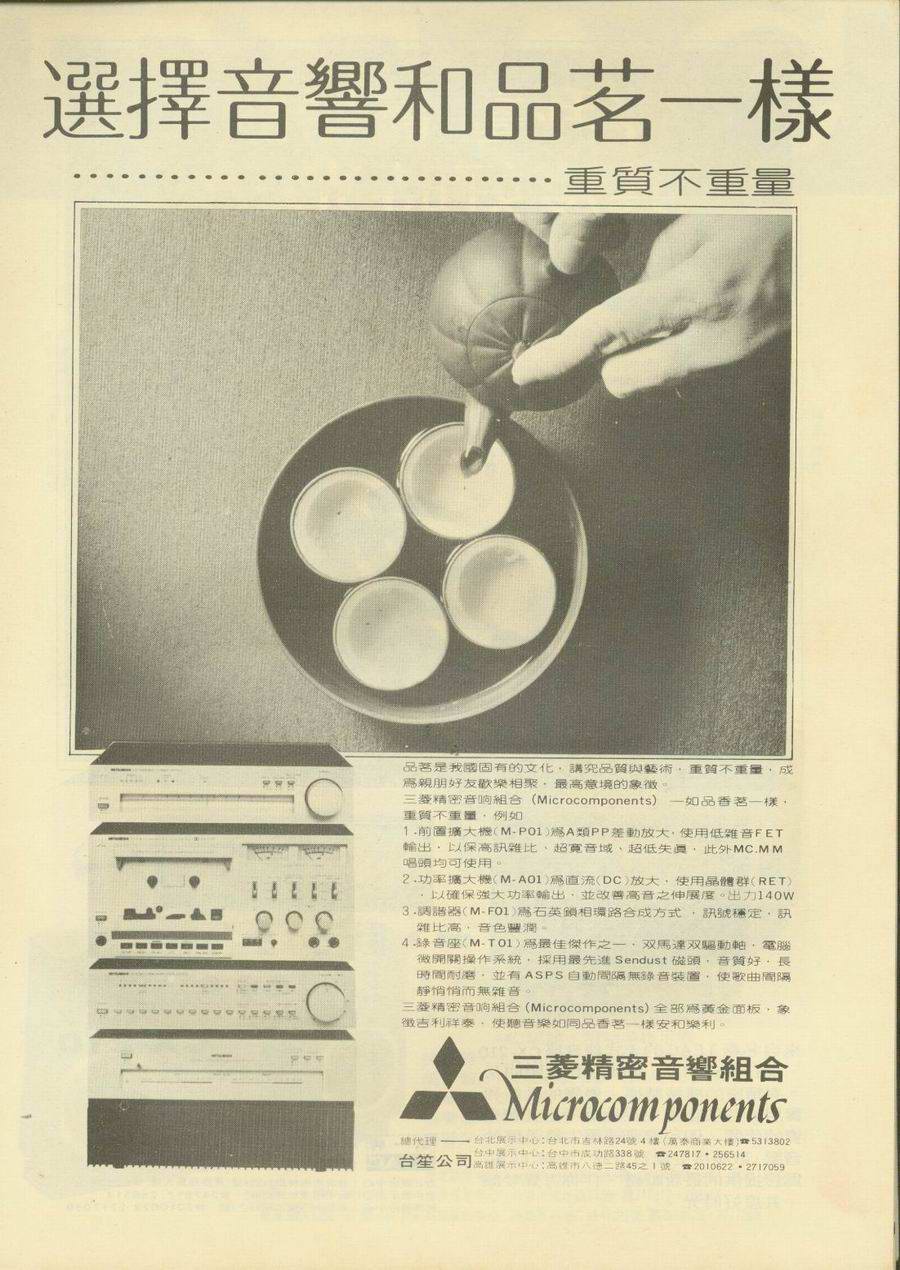 選擇音響和品茗一樣
重質不重量
品茗是我國固有的文化，講究品質與藝術，重質不重量，成
爲親朋好友歡樂相聚，最高意境的象徵。
三菱精密音响組合 (Microcomponents) 一如品香茗一樣，
重質不重量，例如
1.前置擴大機(M-P01)爲A類PP差動放大，使用低雜音FET
輸出，以保高訊雜比、超寬音域、超低失眞，此外MC.MM
唱頭均可使用。
2.功率擴大機(M-A01)爲直流(DC)放大，使用晶體群(RET)
，以確保強大功率輸出，並改善高音之伸展度。出力140W
3.調諧器(M-F01)爲石英鎖相環路合成方式，訊號穩定，訊
雜比高，音色豐潤。
4.錄音座(M-T01)爲最佳傑作之一，双馬達双驅動軸，電腦
微開關操作系統，採用最先進Sendust磁頭，音質好，長
時間耐磨，並有ASPS自動間隔無錄音裝置，使歌曲間隔
靜悄悄而無雜音。
三菱精密音响組合(Microcomponents)全部爲黃金面板，象
徵吉利祥泰，使聽音樂如同品香茗一樣安和樂利。
三菱精密音響組合
Microcomponents
總代理——台北展示中心：台北市吉林路24號4樓(萬泰商業大樓)☎5313802
台笙公司
台中展示中心：台中市成功路338號 ☎247817・256514
高雄展示中心：高雄市八德二路45之1號 ☎2010622・2717059
MITSUBISHI